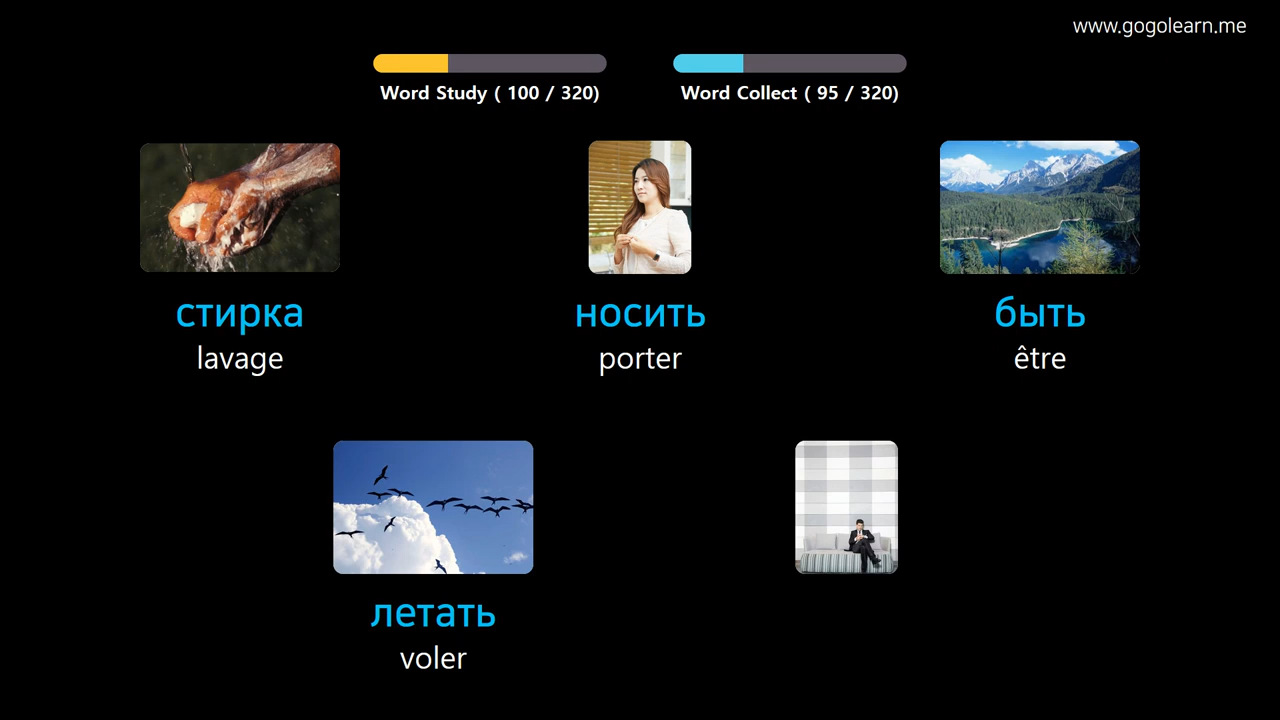 www.gogolearn.me
Word Study ( 100 / 320)
Word Collect ( 95 / 320)
стирка
lavage
носить
porter
быть
être
летать
voler